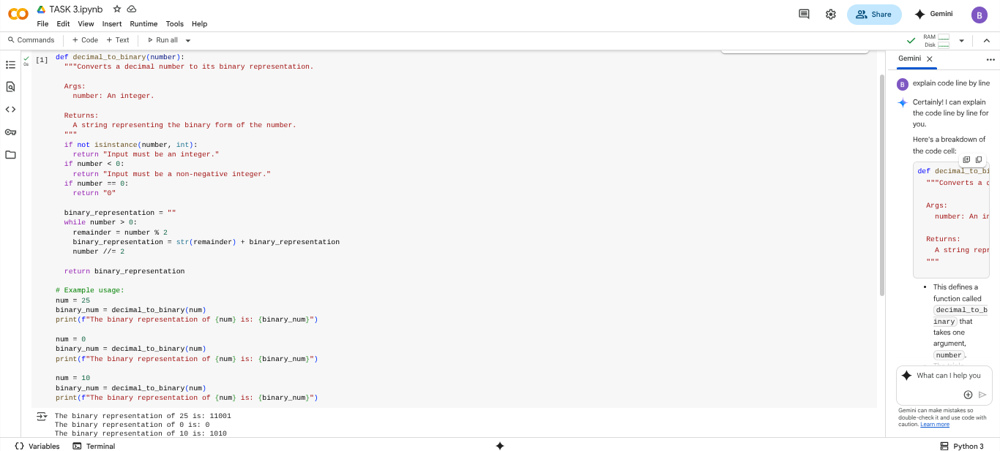 TASK 3.ipynb
File Edit View Insert Runtime Tools Help
Share
Gemini
B
Commands + Code + Text Run all
RAM
Disk
[1]
0s
def decimal_to_binary(number):
"""Converts a decimal number to its binary representation.
Args:
number: An integer.
Returns:
A string representing the binary form of the number.
"""
if not isinstance(number, int):
return "Input must be an integer."
if number < 0:
return "Input must be a non-negative integer."
if number == 0:
return "0"
binary_representation = ""
while number > 0:
remainder = number % 2
binary_representation = str(remainder) + binary_representation
number //= 2
return binary_representation
# Example usage:
num = 25
binary_num = decimal_to_binary(num)
print(f"The binary representation of {num} is: {binary_num}")
num = 0
binary_num = decimal_to_binary(num)
print(f"The binary representation of {num} is: {binary_num}")
num = 10
binary_num = decimal_to_binary(num)
print(f"The binary representation of {num} is: {binary_num}")
The binary representation of 25 is: 11001
The binary representation of 0 is: 0
The binary representation of 10 is: 1010
Gemini
B
explain code line by line
Certainly! I can explain
the code line by line for
you.
Here's a breakdown of
the code cell:
def decimal_to_bi
"""Converts a d
Args:
number: An in
Returns:
A string repr
"""
• This defines a
function called
decimal_to_b
inary that
takes one
argument,
number.
What can I help you
Gemini can make mistakes so
double-check it and use code with
caution. Learn more
Variables Terminal
Python 3